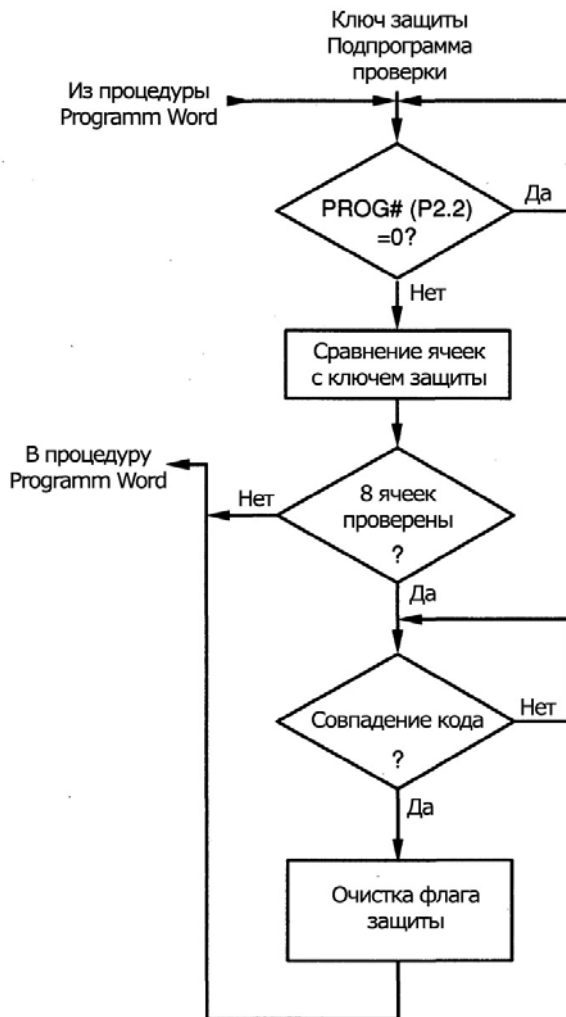 Ключ защиты
Подпрограмма
проверки
Из процедуры
Programm Word
PROG# (P2.2)
=0?
Да
Нет
Сравнение ячеек
с ключем защиты
В процедуру
Programm Word
Нет
8 ячеек
проверены
?
Да
Совпадение кода
?
Нет
Да
Очистка флага
защиты